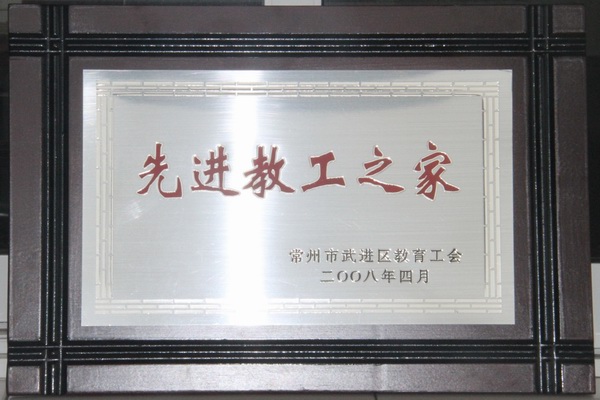 先进教工之家
常州市武进区教育工会
二〇〇八年四月